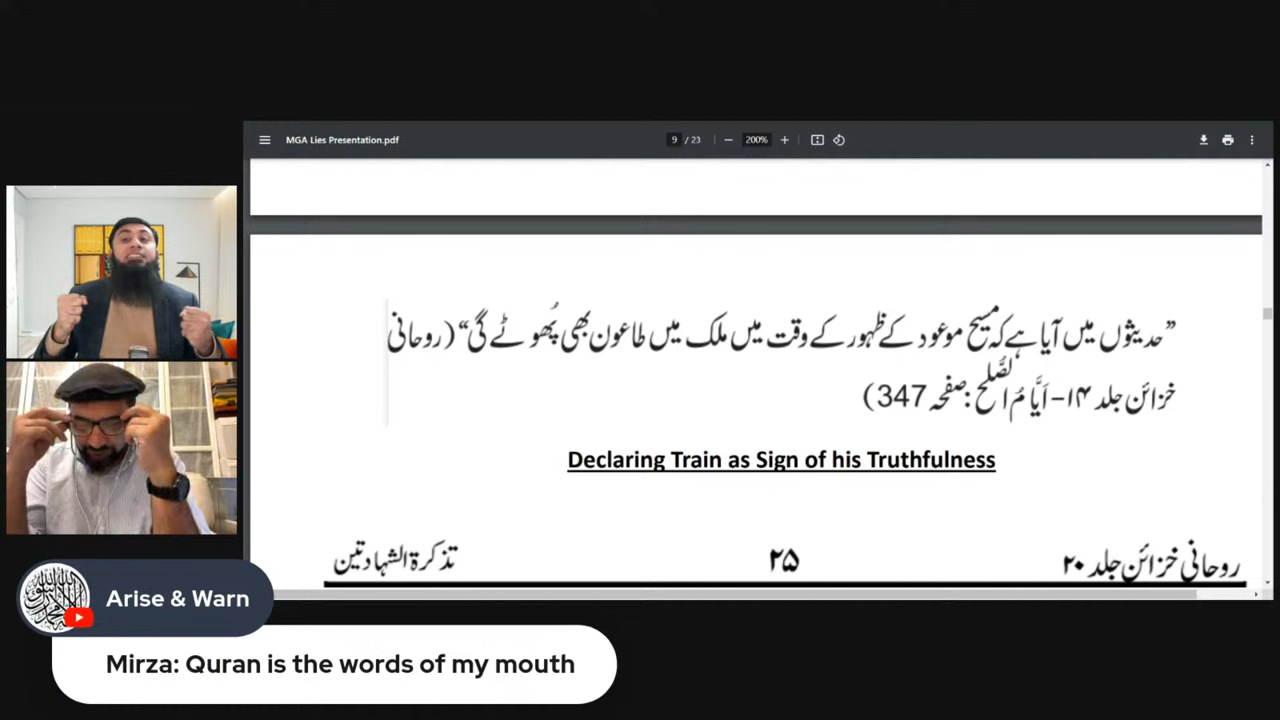 MGA Lies Presentation.pdf
9 / 23
200%
”حدیثوں میں آیا ہے کہ مسیح موعود کے ظہور کے وقت میں ملک میں طاعون بھی پُھوٹے گی“ (روحانی
خزائن جلد ۱۴– اَیَّامُ الصُّلح: صفحہ 347)
Declaring Train as Sign of his Truthfulness
روحانی خزائن جلد ۲۰
۲۵
تذکرۃ الشہادتین
Arise & Warn
Mirza: Quran is the words of my mouth